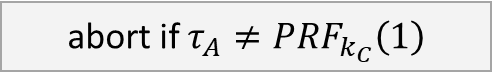 abort if τ_A ≠ PRF_{k_C}(1)